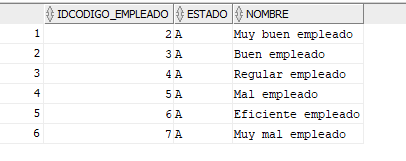 IDCODIGO_EMPLEADO ESTADO NOMBRE
1 2 A Muy buen empleado
2 3 A Buen empleado
3 4 A Regular empleado
4 5 A Mal empleado
5 6 A Eficiente empleado
6 7 A Muy mal empleado